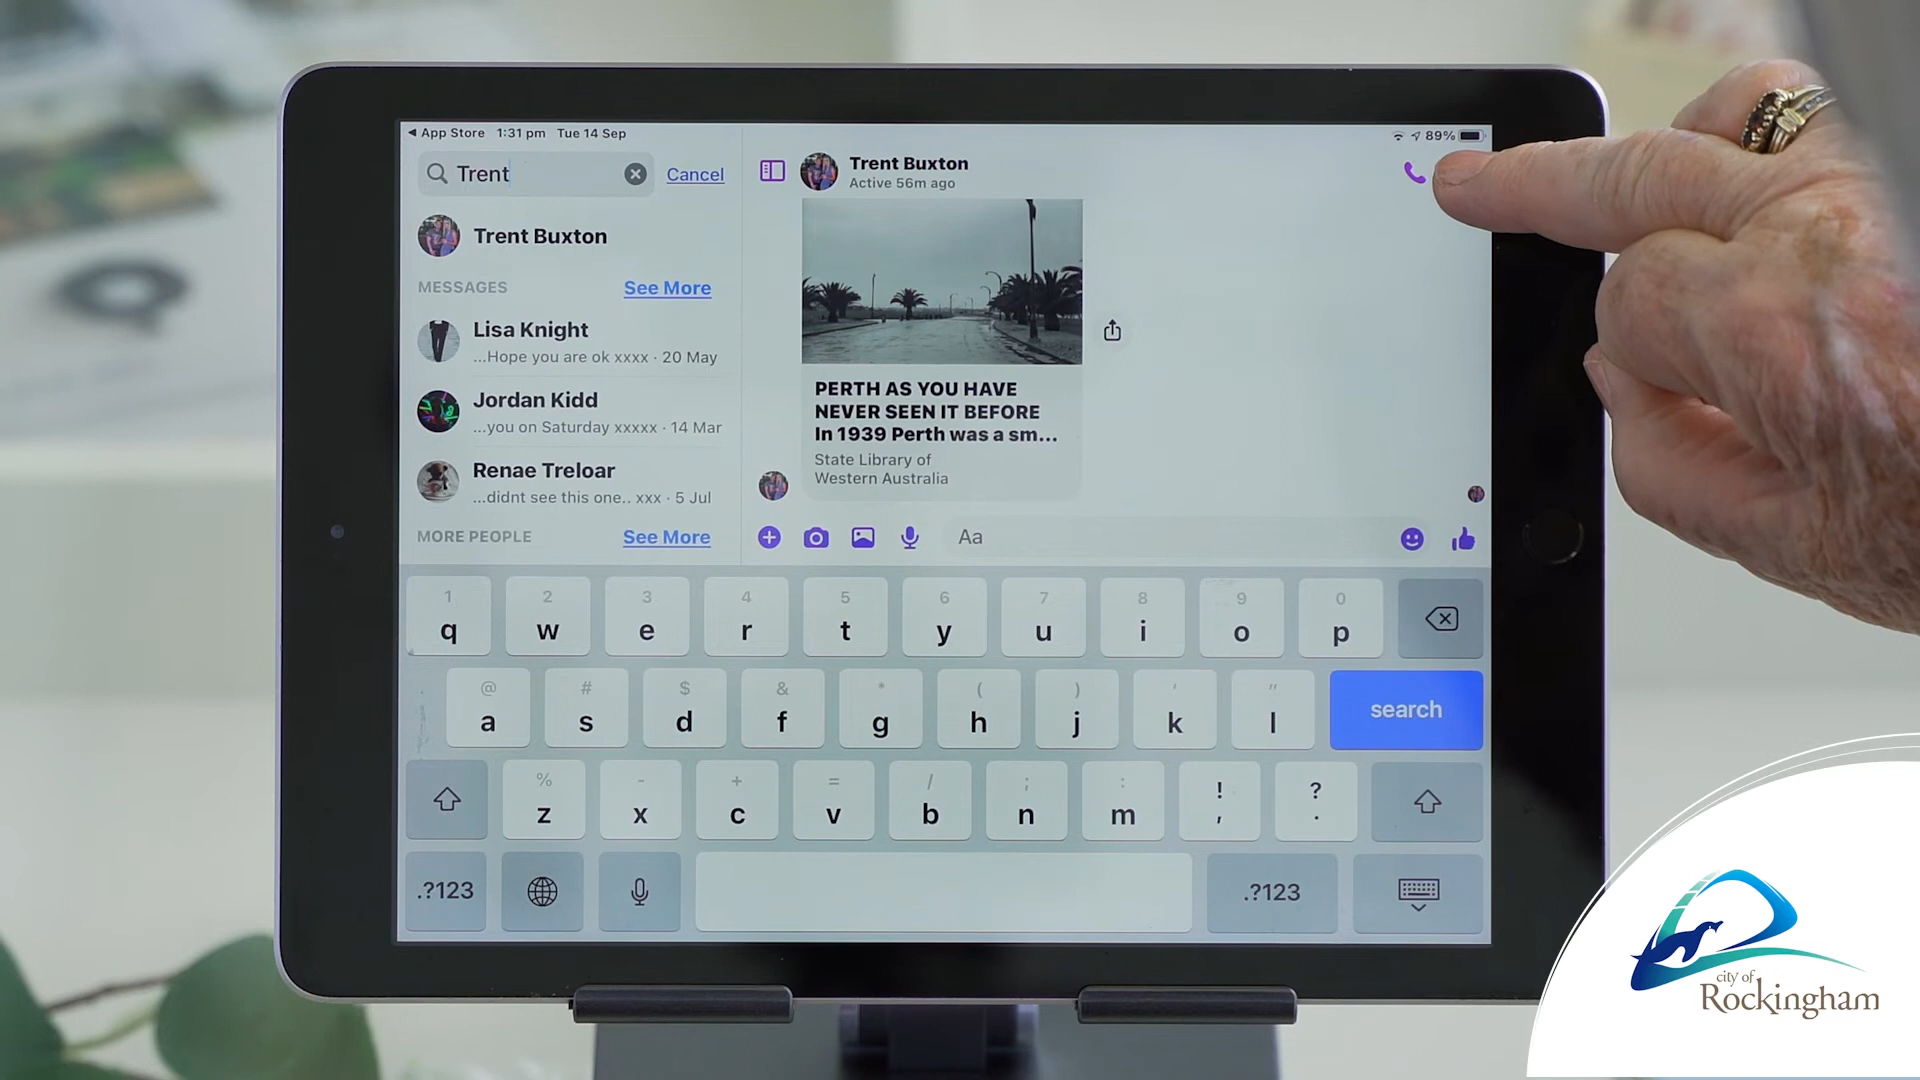 App Store 1:31 pm Tue 14 Sep
89%
Trent
Cancel
Trent Buxton
MESSAGES See More
Lisa Knight
...Hope you are ok xxxx · 20 May
Jordan Kidd
...you on Saturday xxxxx · 14 Mar
Renae Treloar
...didnt see this one.. xxx · 5 Jul
MORE PEOPLE See More
Trent Buxton
Active 56m ago
PERTH AS YOU HAVE
NEVER SEEN IT BEFORE
In 1939 Perth was a sm...
State Library of
Western Australia
Aa
1 2 3 4 5 6 7 8 9 0
q w e r t y u i o p
@ # $ & * ( ) ' "
a s d f g h j k l search
% - + = / ; : ! ?
z x c v b n m , .
.?123 .?123
city of
Rockingham